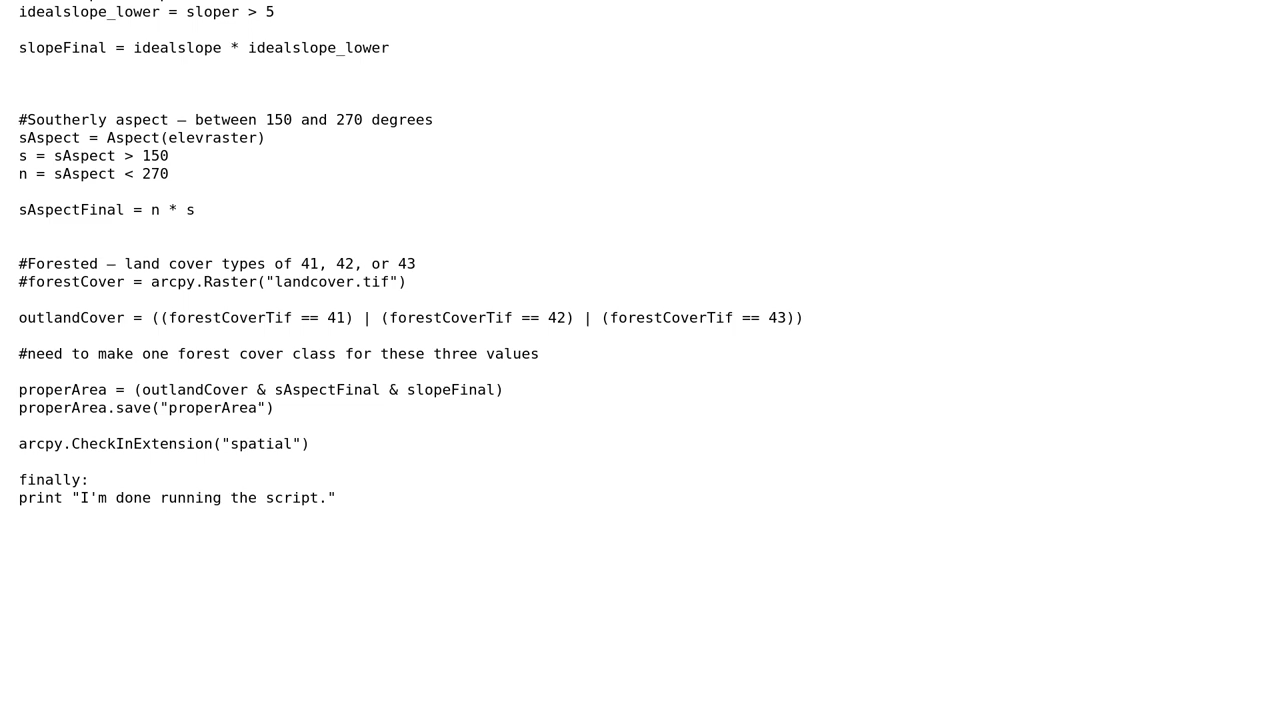 idealslope_lower = sloper > 5
slopeFinal = idealslope * idealslope_lower
#Southerly aspect – between 150 and 270 degrees
sAspect = Aspect(elevraster)
s = sAspect > 150
n = sAspect < 270
sAspectFinal = n * s
#Forested – land cover types of 41, 42, or 43
#forestCover = arcpy.Raster("landcover.tif")
outlandCover = ((forestCoverTif == 41) | (forestCoverTif == 42) | (forestCoverTif == 43))
#need to make one forest cover class for these three values
properArea = (outlandCover & sAspectFinal & slopeFinal)
properArea.save("properArea")
arcpy.CheckInExtension("spatial")
finally:
print "I'm done running the script."